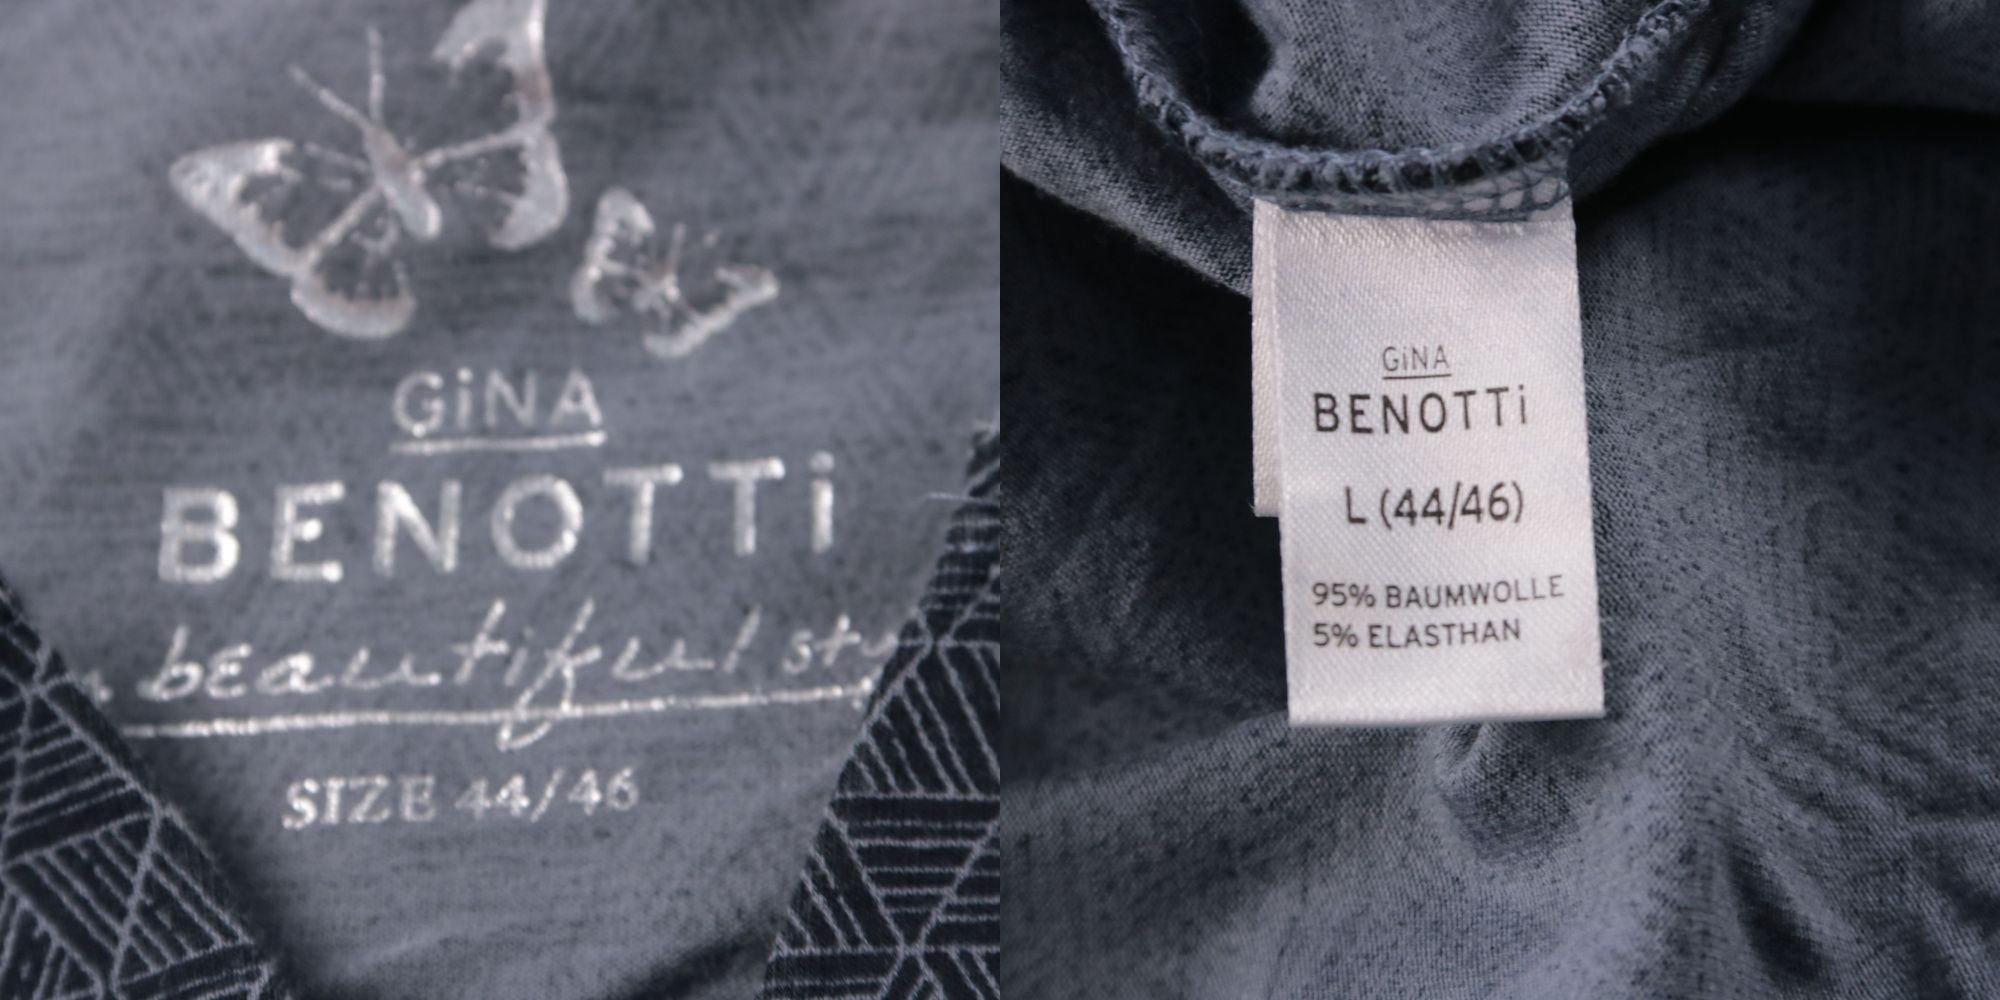 GiNA
BENOTTi
beautiful
SIZE 44/46
GiNA
BENOTTi
L (44/46)
95% BAUMWOLLE
5% ELASTHAN